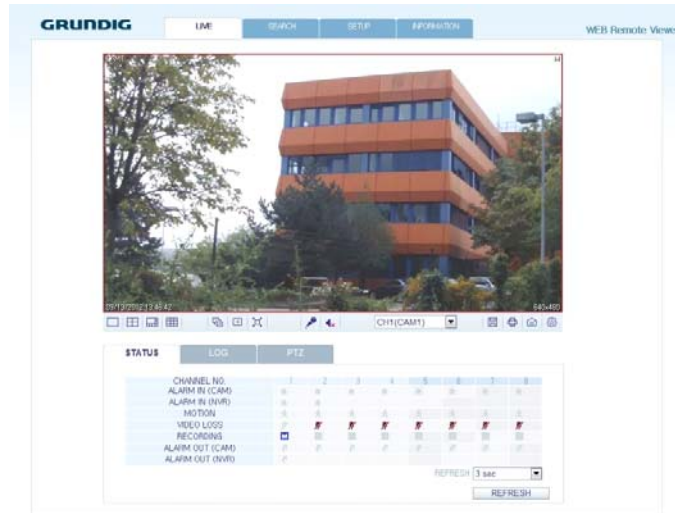 GRUNDIG
LIVE
SEARCH
SETUP
INFORMATION
WEB Remote Viewe
640x480
CH1(CAM1)
STATUS
LOG
PTZ
CHANNEL NO. 1 2 3 4 5 6 7 8
ALARM IN (CAM)
ALARM IN (NVR)
MOTION
VIDEO LOSS
RECORDING
ALARM OUT (CAM)
ALARM OUT (NVR)
REFRESH 3 sec
REFRESH